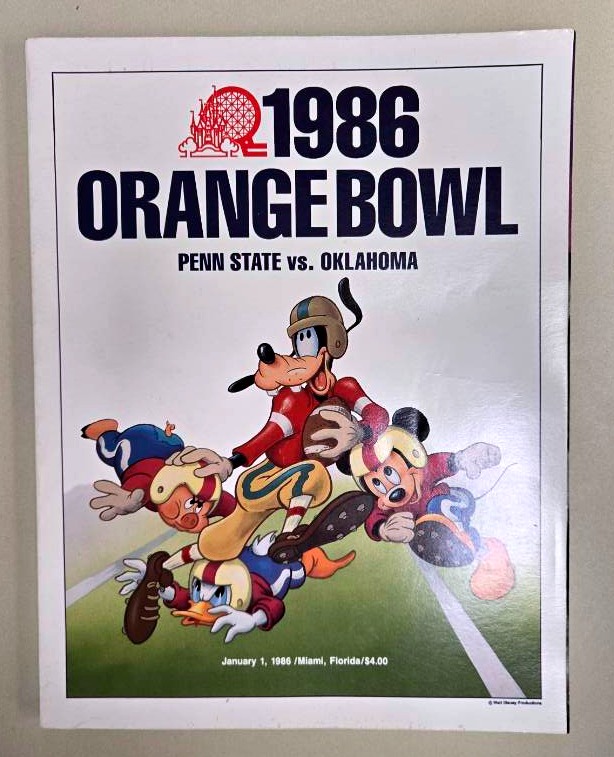 1986
ORANGE BOWL
PENN STATE vs. OKLAHOMA
January 1, 1986 /Miami, Florida/$4.00
© Walt Disney Productions